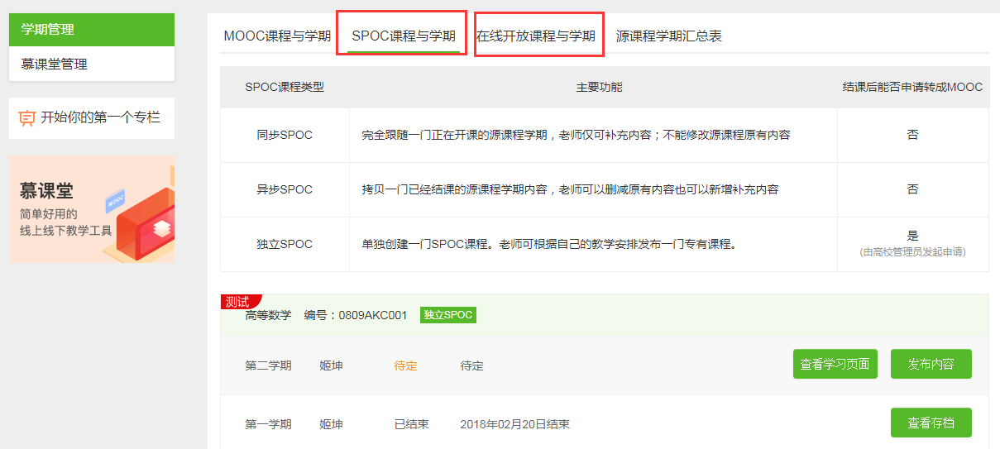 学期管理
慕课堂管理
开始你的第一个专栏
慕课堂
简单好用的
线上线下教学工具
MOOC
MOOC课程与学期 SPOC课程与学期 在线开放课程与学期 源课程学期汇总表
SPOC课程类型 主要功能 结课后能否申请转成MOOC
同步SPOC 完全跟随一门正在开课的源课程学期，老师仅可补充内容；不能修改源课程原有内容 否
异步SPOC 拷贝一门已经结课的源课程学期内容，老师可以删减原有内容也可以新增补充内容 否
独立SPOC 单独创建一门SPOC课程。老师可根据自己的教学安排发布一门专有课程。 是
(由高校管理员发起申请)
测试
高等数学 编号：0809AKC001 独立SPOC
第二学期 姬坤 待定 待定 查看学习页面 发布内容
第一学期 姬坤 已结束 2018年02月20日结束 查看存档